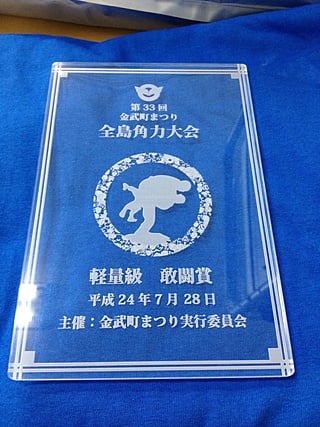 第33回
金武町まつり
全島角力大会
軽量級 敢闘賞
平成24年7月28日
主催：金武町まつり実行委員会